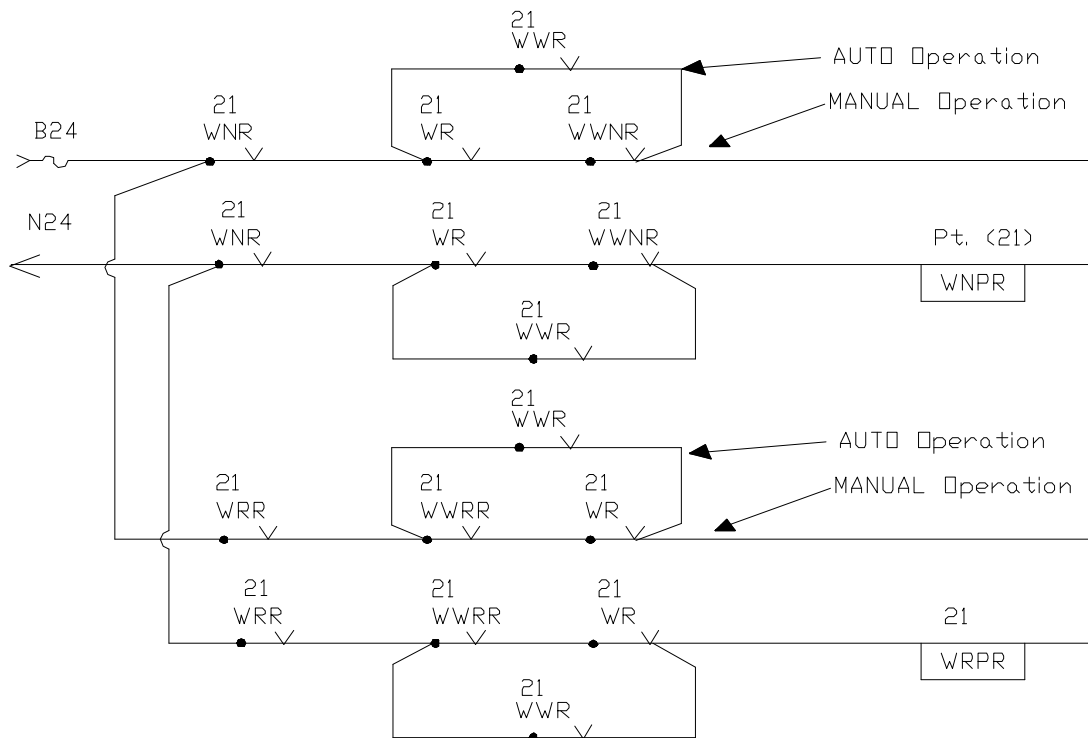 21
WWR
AUTO Operation
MANUAL Operation
B24
21
WNR
21
WR
21
WWNR
N24
21
WNR
21
WR
21
WWNR
Pt. (21)
WNPR
21
WWR
21
WWR
AUTO Operation
MANUAL Operation
21
WRR
21
WWRR
21
WR
21
WRR
21
WWRR
21
WR
21
WRPR
21
WWR